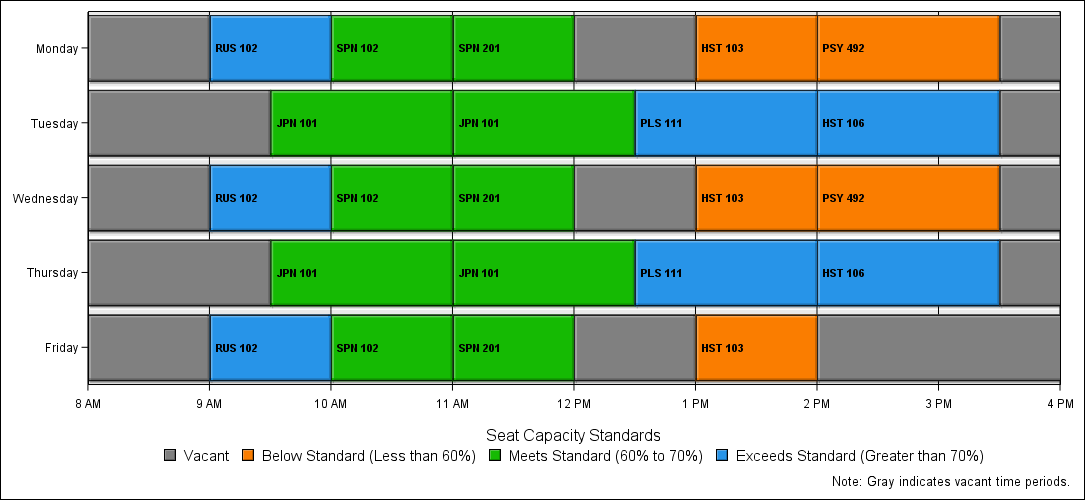 Monday RUS 102 SPN 102 SPN 201 HST 103 PSY 492
Tuesday JPN 101 JPN 101 PLS 111 HST 106
Wednesday RUS 102 SPN 102 SPN 201 HST 103 PSY 492
Thursday JPN 101 JPN 101 PLS 111 HST 106
Friday RUS 102 SPN 102 SPN 201 HST 103
8 AM 9 AM 10 AM 11 AM 12 PM 1 PM 2 PM 3 PM 4 PM
Seat Capacity Standards
Vacant Below Standard (Less than 60%) Meets Standard (60% to 70%) Exceeds Standard (Greater than 70%)
Note: Gray indicates vacant time periods.